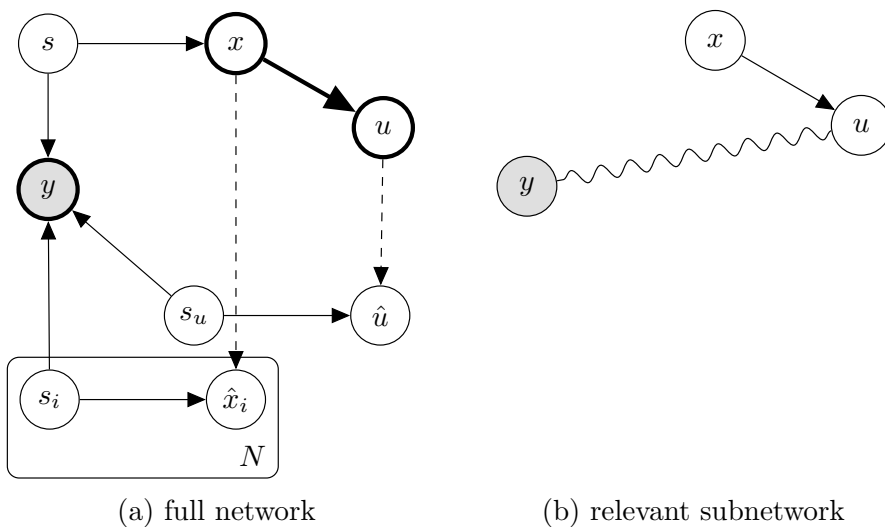 s x x
u u
y y
s_u û
s_i x̂_i
N
(a) full network (b) relevant subnetwork